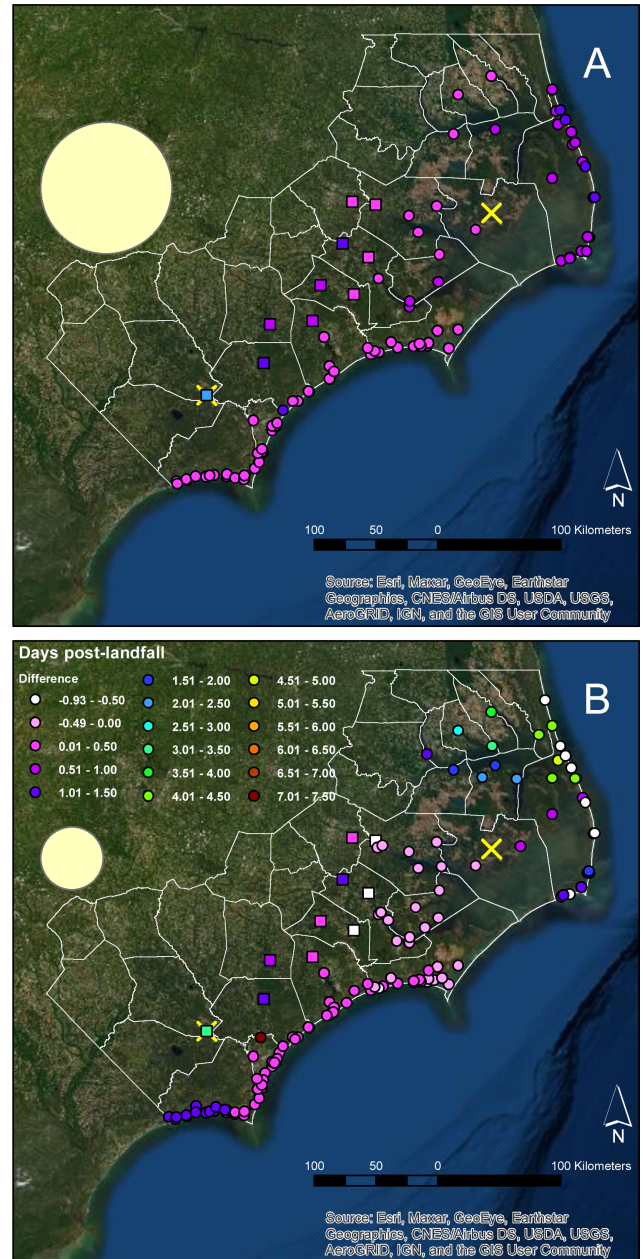 A
N
100 50 0 100 Kilometers
Source: Esri, Maxar, GeoEye, Earthstar
Geographics, CNES/Airbus DS, USDA, USGS,
AeroGRID, IGN, and the GIS User Community
Days post-landfall
Difference
-0.93 - -0.50
-0.49 - 0.00
0.01 - 0.50
0.51 - 1.00
1.01 - 1.50
1.51 - 2.00
2.01 - 2.50
2.51 - 3.00
3.01 - 3.50
3.51 - 4.00
4.01 - 4.50
4.51 - 5.00
5.01 - 5.50
5.51 - 6.00
6.01 - 6.50
6.51 - 7.00
7.01 - 7.50
B
N
100 50 0 100 Kilometers
Source: Esri, Maxar, GeoEye, Earthstar
Geographics, CNES/Airbus DS, USDA, USGS,
AeroGRID, IGN, and the GIS User Community